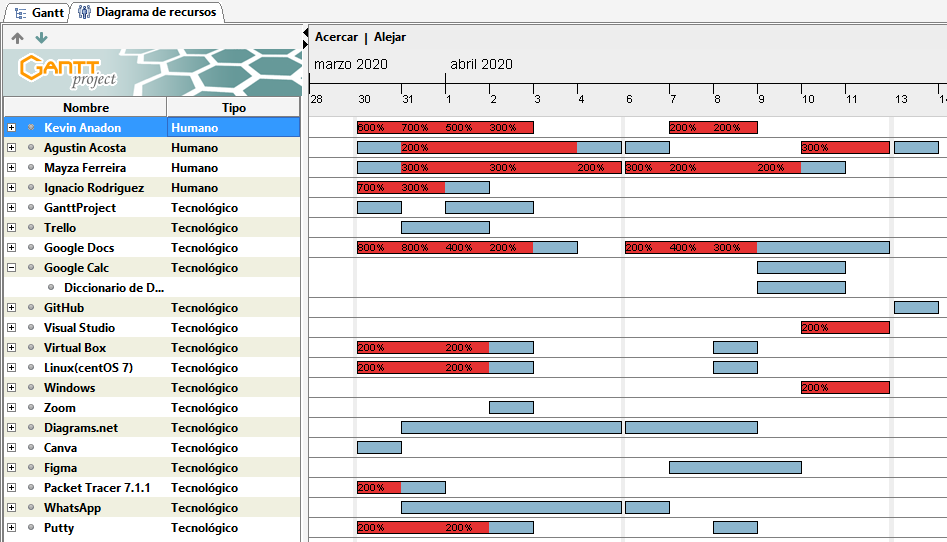 Gantt Diagrama de recursos
Acercar | Alejar
GANTT project
marzo 2020 abril 2020
28 30 31 1 2 3 4 6 7 8 9 10 11 13 14
Nombre Tipo
Kevin Anadon Humano 600% 700% 500% 300% 200% 200%
Agustin Acosta Humano 200% 300%
Mayza Ferreira Humano 300% 300% 200% 300% 200% 200%
Ignacio Rodriguez Humano 700% 300%
GanttProject Tecnológico
Trello Tecnológico
Google Docs Tecnológico 800% 800% 400% 200% 200% 400% 300%
Google Calc Tecnológico
Diccionario de D...
GitHub Tecnológico
Visual Studio Tecnológico 200%
Virtual Box Tecnológico 200% 200%
Linux(centOS 7) Tecnológico 200% 200%
Windows Tecnológico 200%
Zoom Tecnológico
Diagrams.net Tecnológico
Canva Tecnológico
Figma Tecnológico
Packet Tracer 7.1.1 Tecnológico 200%
WhatsApp Tecnológico
Putty Tecnológico 200% 200%